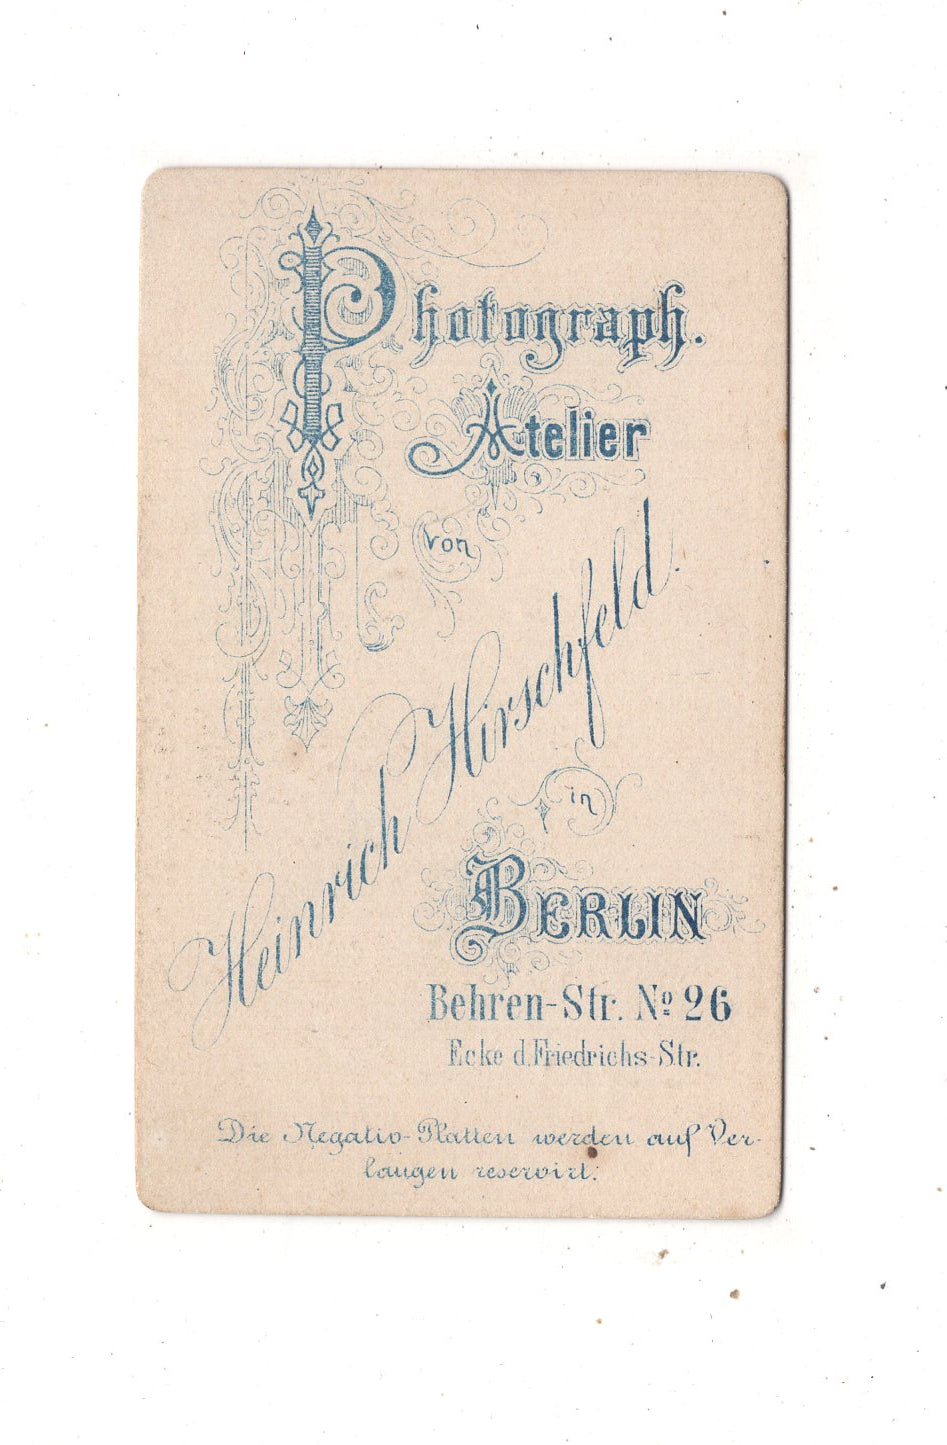 Photograph.
Atelier
von
Heinrich Hirschfeld.
in
BERLIN
Behren-Str. No 26
Ecke d. Friedrichs-Str.
Die Negativ-Platten werden auf Ver-
langen reservirt.